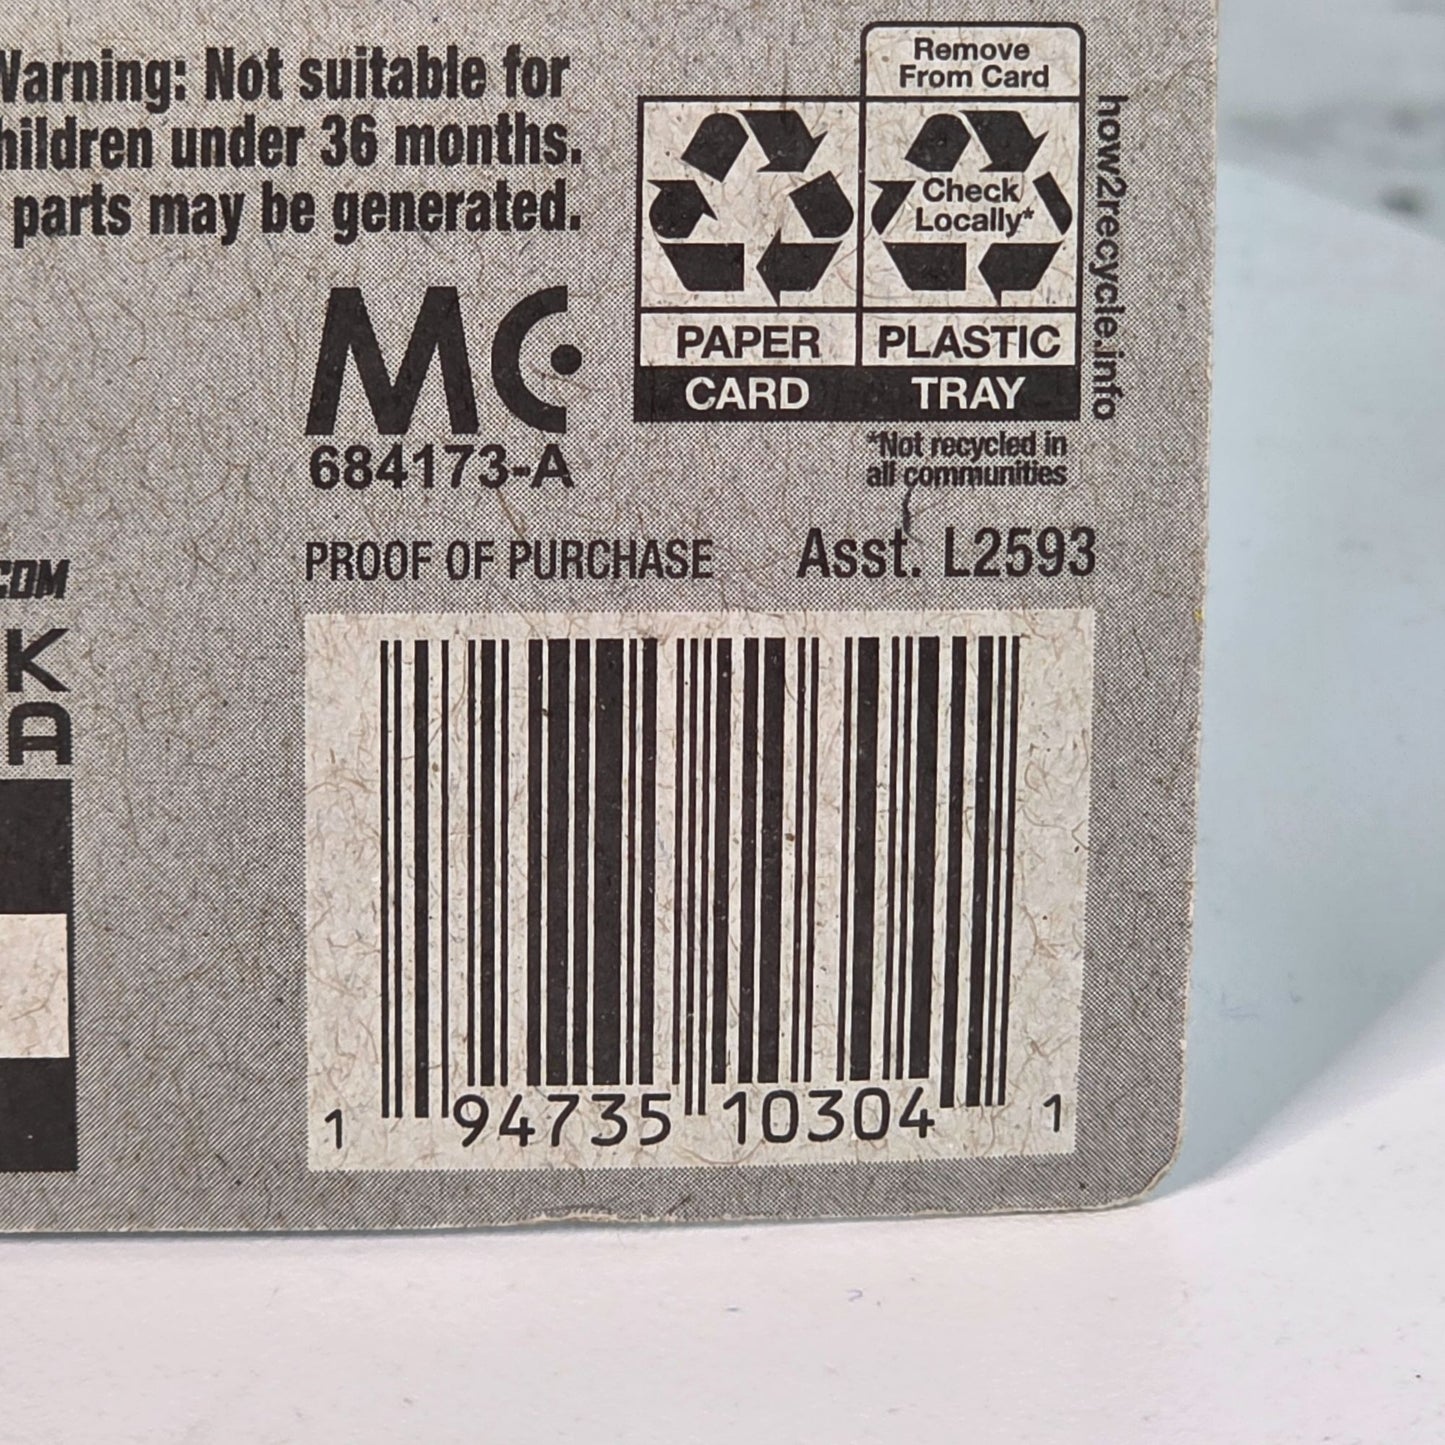 Warning: Not suitable for
children under 36 months.
parts may be generated.
Remove
From Card
Check
Locally*
PAPER
PLASTIC
CARD
TRAY
how2recycle.info
*Not recycled in
all communities
MC
684173-A
PROOF OF PURCHASE
Asst. L2593
.COM
K
A
1 94735 10304 1